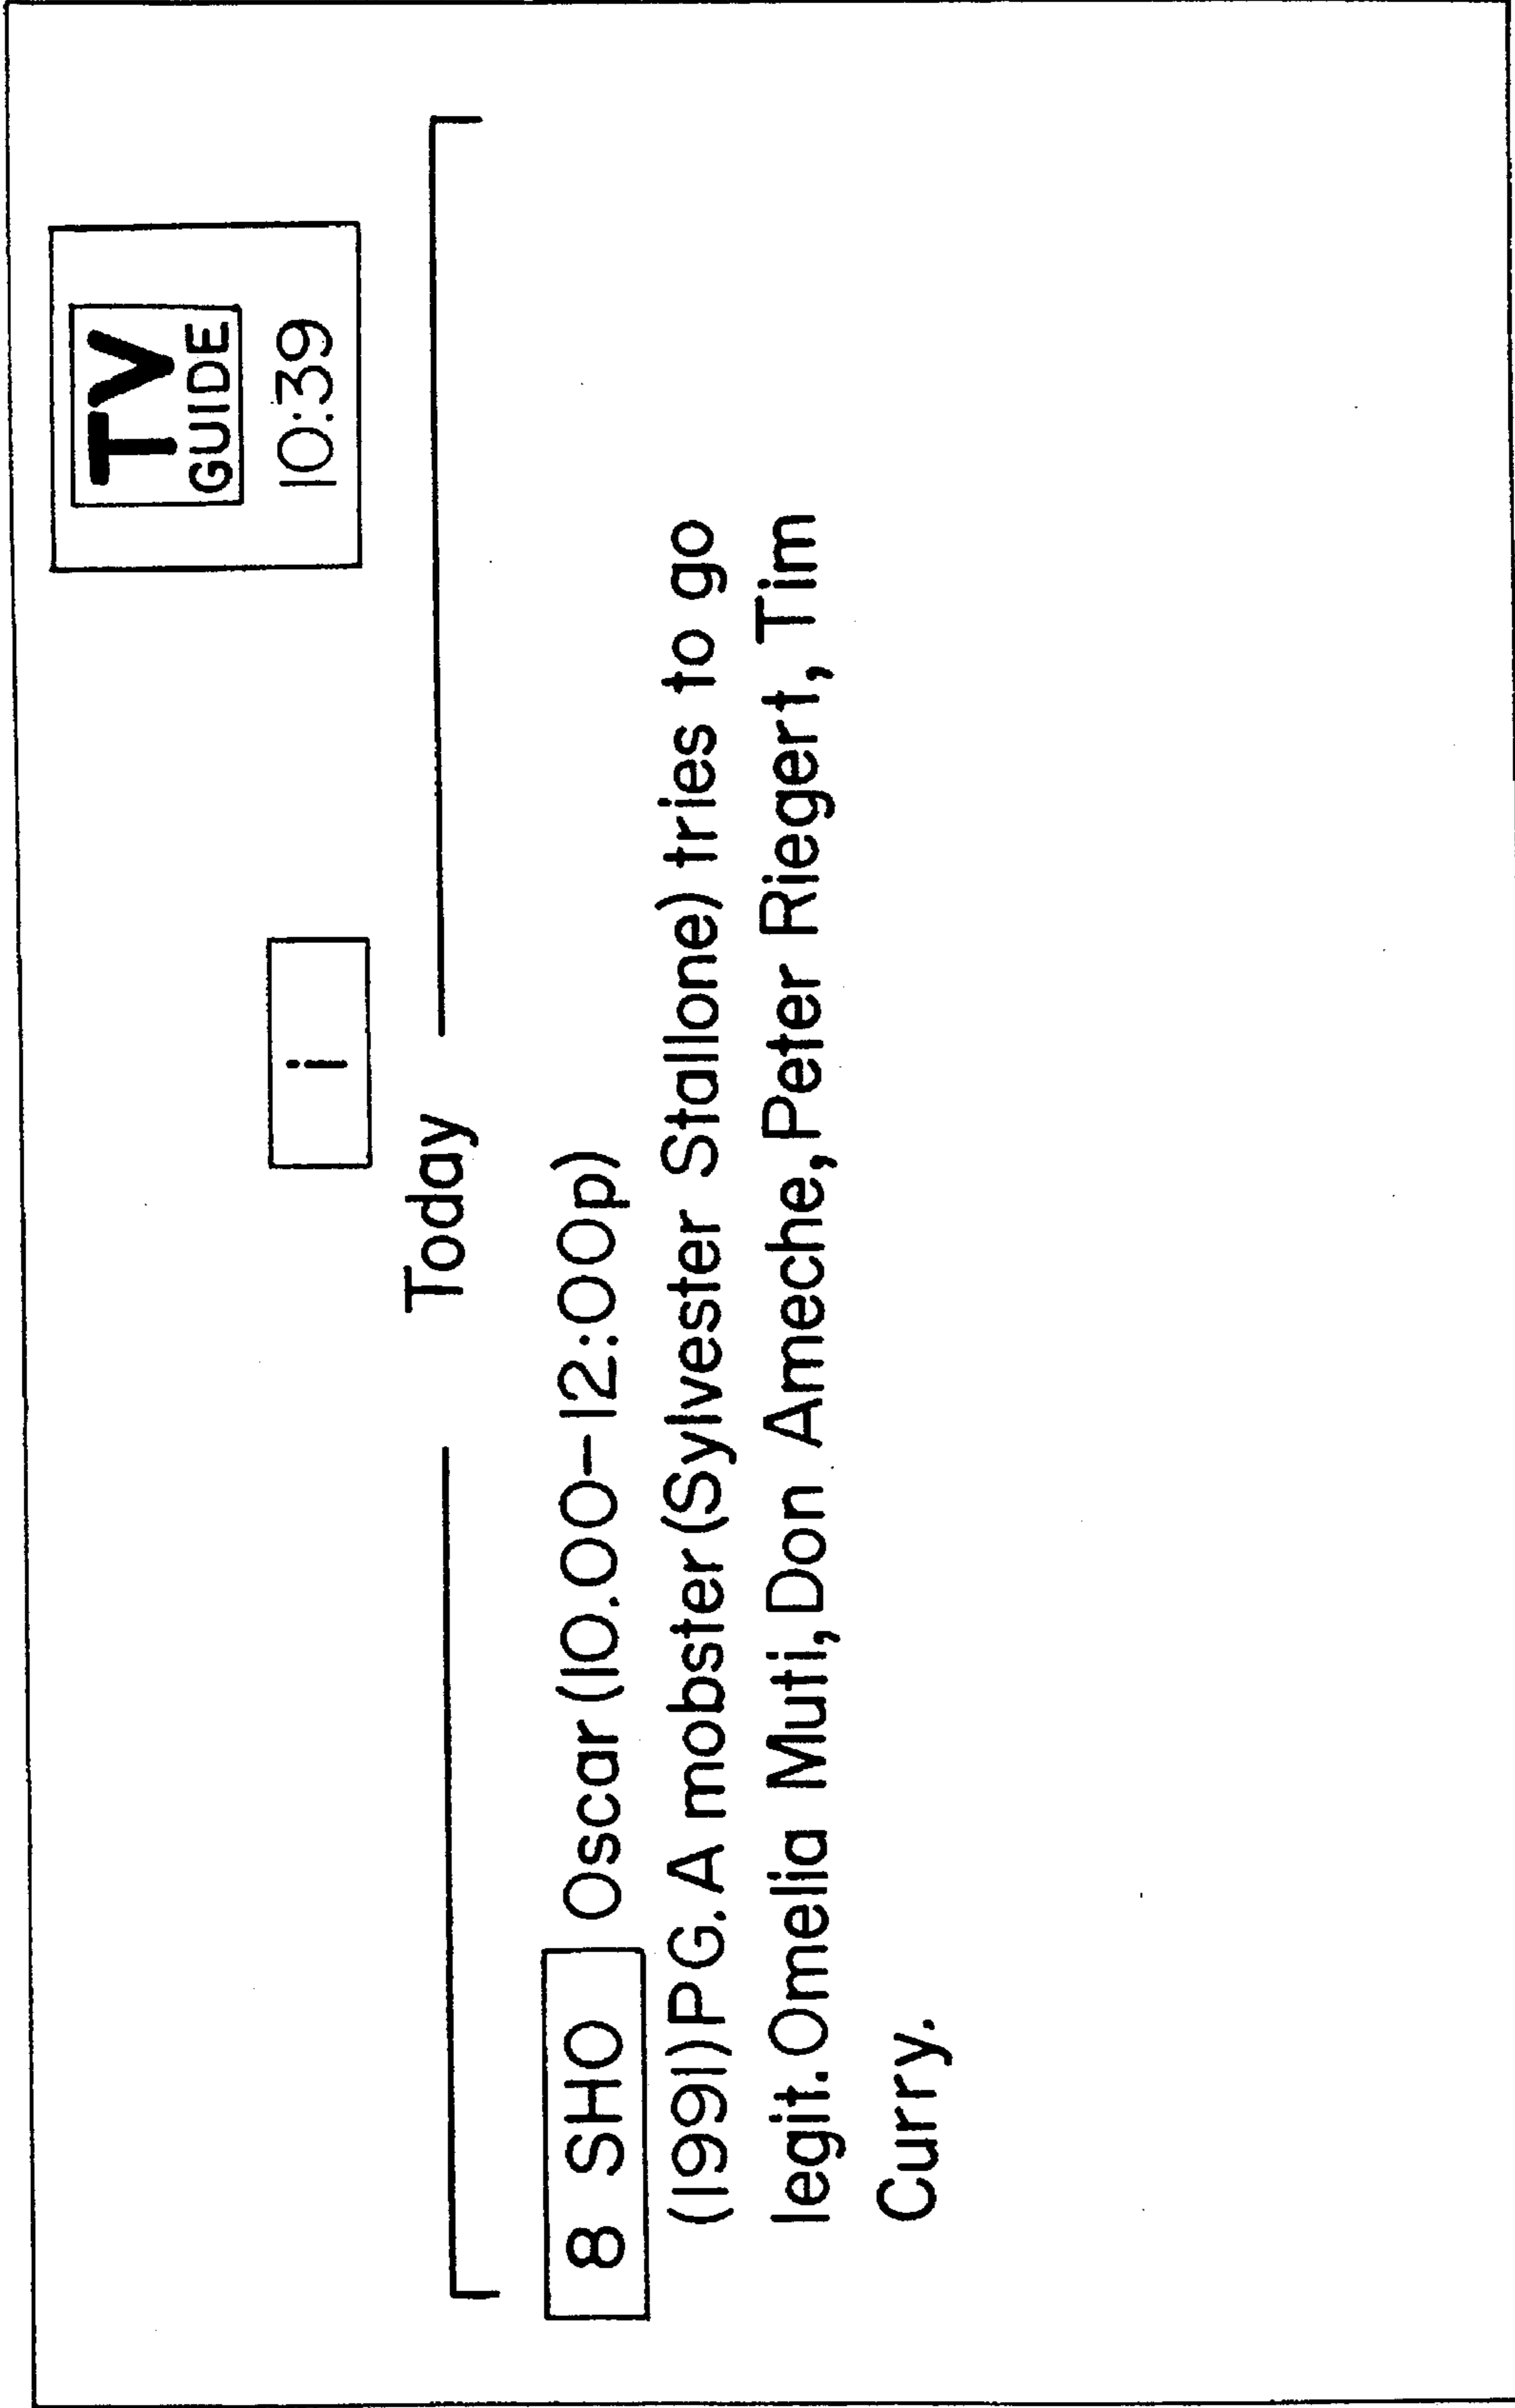 TV
GUIDE
10:39
i
Today
8 SHO Oscar (10.00-12:00p)
(1991) PG. A mobster (Sylvester Stallone) tries to go
legit. Omelia Muti, Don Ameche, Peter Riegert, Tim
Curry.